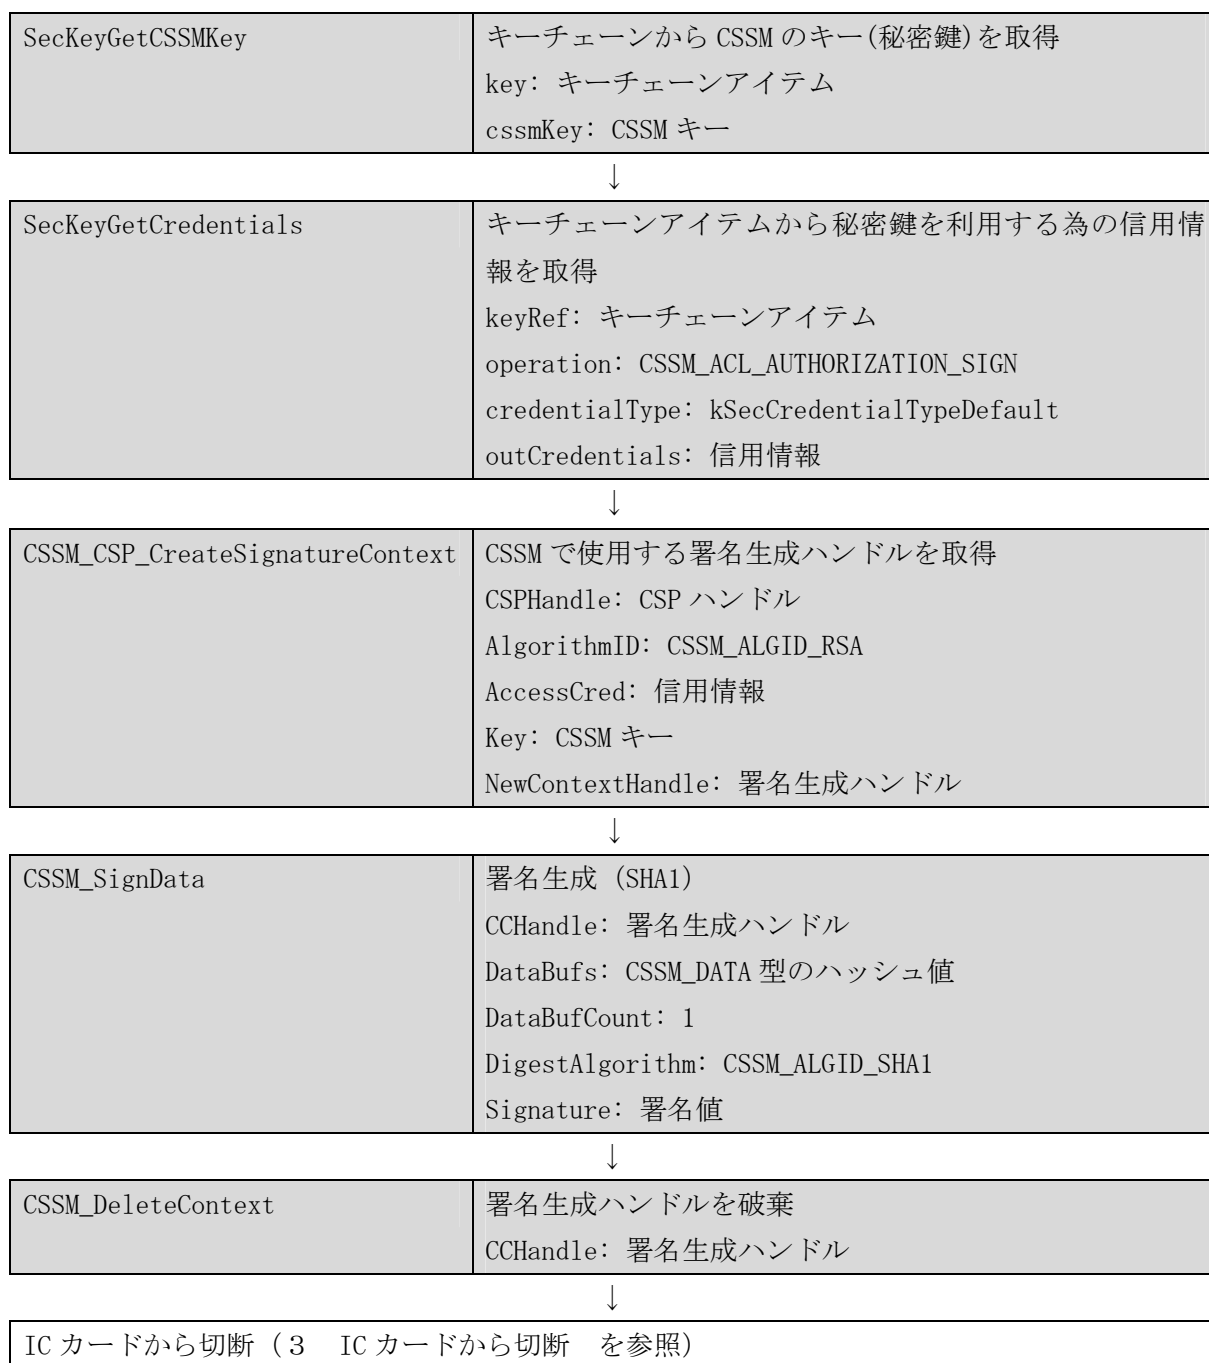 SecKeyGetCSSMKey
キーチェーンから CSSM のキー(秘密鍵)を取得
key: キーチェーンアイテム
cssmKey: CSSM キー
↓
SecKeyGetCredentials
キーチェーンアイテムから秘密鍵を利用する為の信用情
報を取得
keyRef: キーチェーンアイテム
operation: CSSM_ACL_AUTHORIZATION_SIGN
credentialType: kSecCredentialTypeDefault
outCredentials: 信用情報
↓
CSSM_CSP_CreateSignatureContext
CSSM で使用する署名生成ハンドルを取得
CSPHandle: CSP ハンドル
AlgorithmID: CSSM_ALGID_RSA
AccessCred: 信用情報
Key: CSSM キー
NewContextHandle: 署名生成ハンドル
↓
CSSM_SignData
署名生成 (SHA1)
CCHandle: 署名生成ハンドル
DataBufs: CSSM_DATA 型のハッシュ値
DataBufCount: 1
DigestAlgorithm: CSSM_ALGID_SHA1
Signature: 署名値
↓
CSSM_DeleteContext
署名生成ハンドルを破棄
CCHandle: 署名生成ハンドル
↓
IC カードから切断（３　IC カードから切断　を参照）